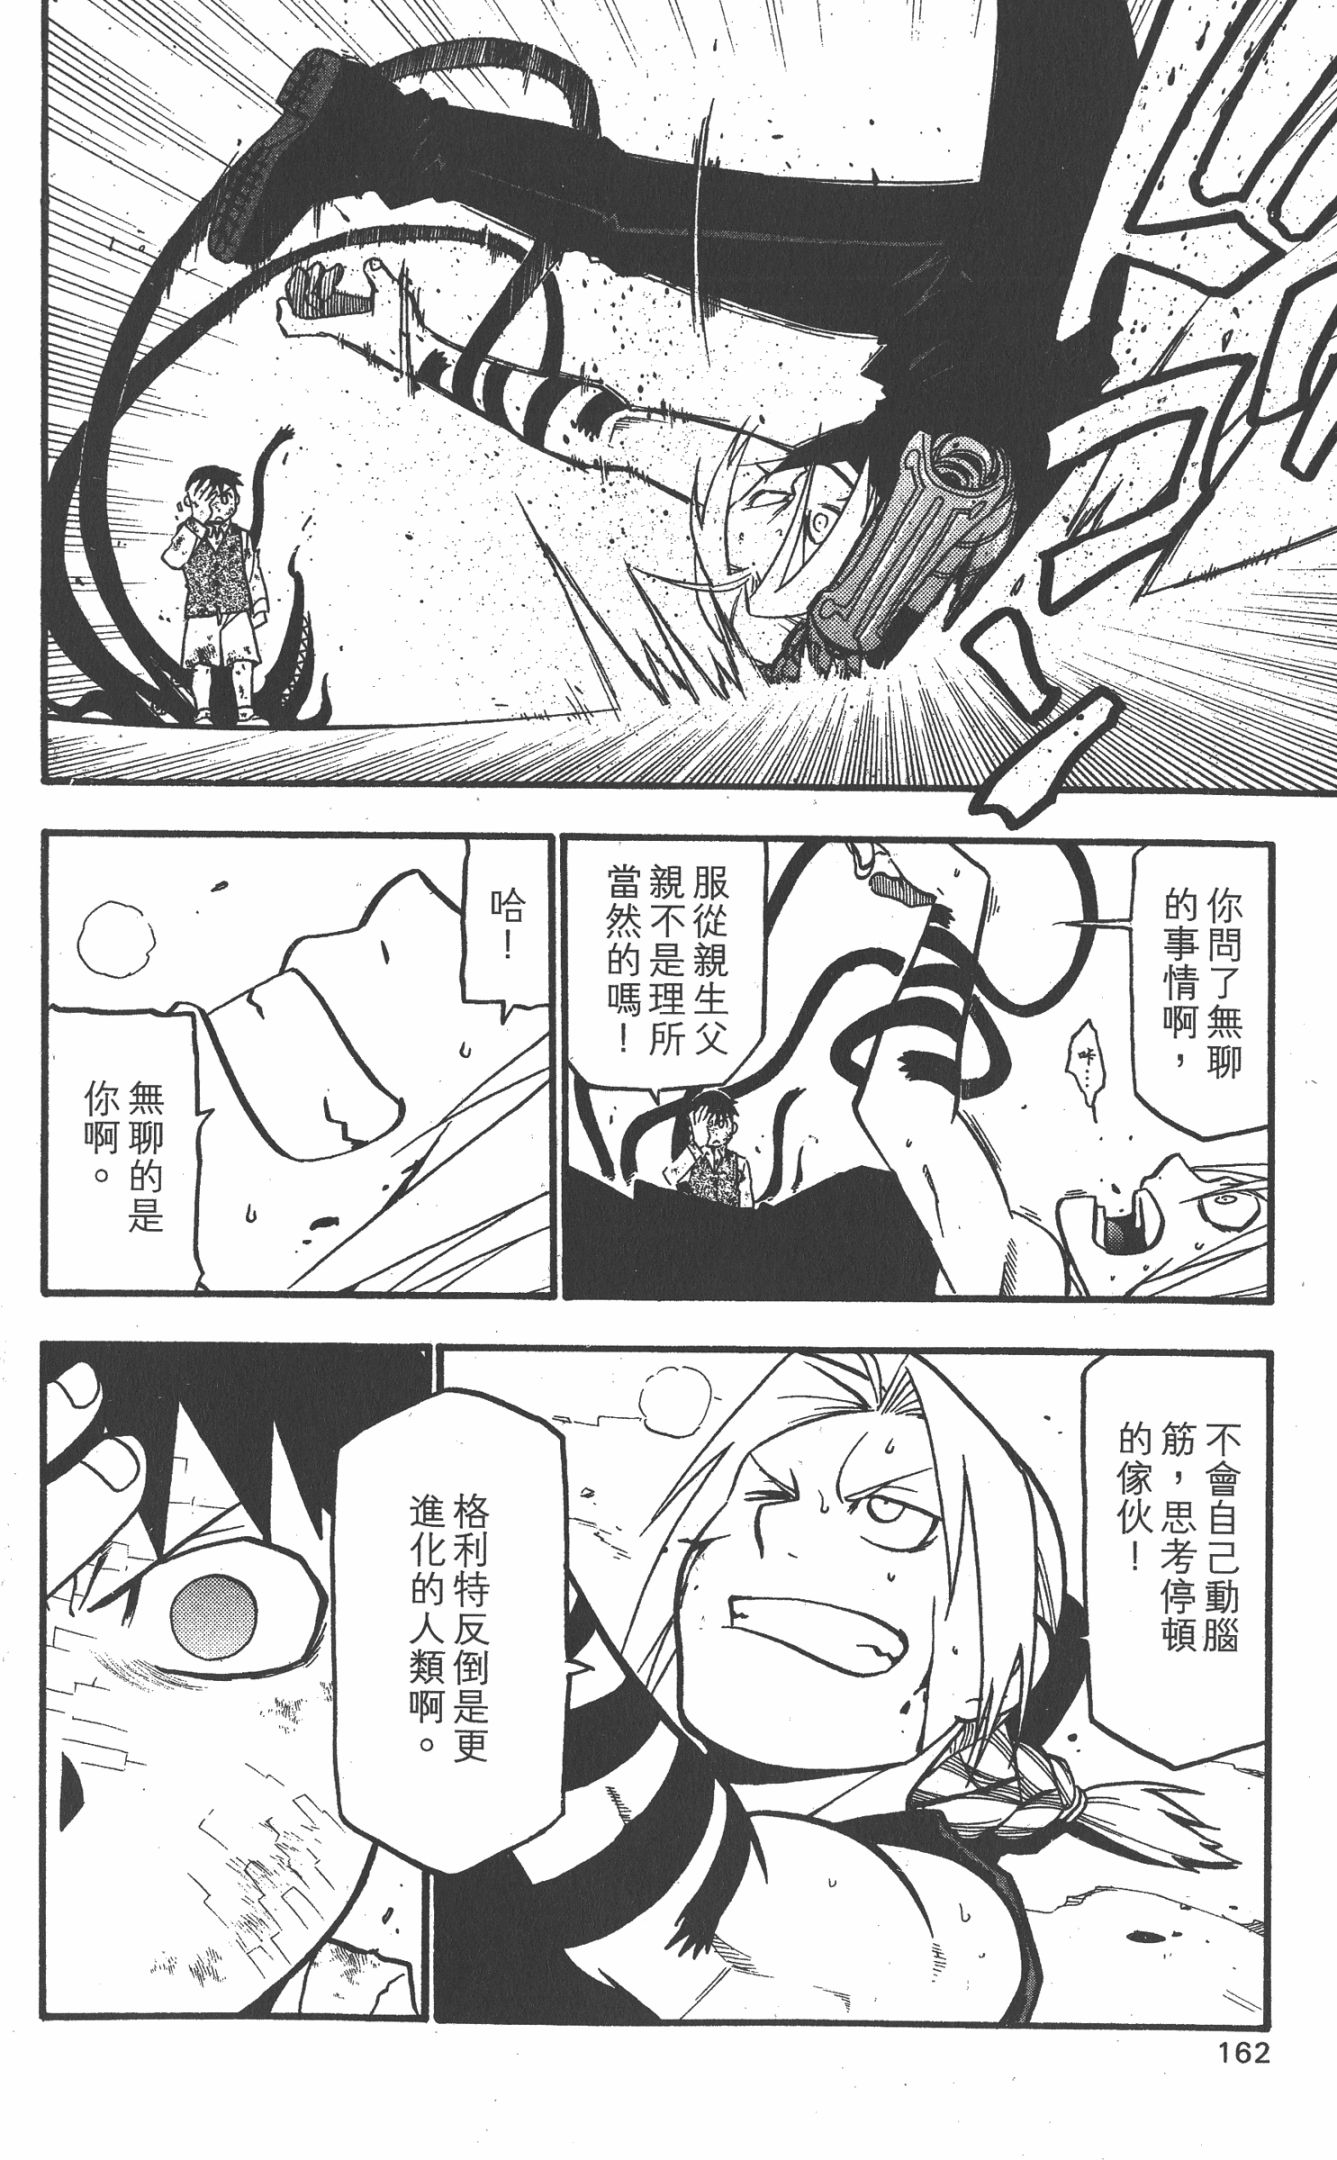 你問了無聊
的事情啊，
咔…
服從親生父
親不是理所
當然的嗎！
哈！
無聊的是
你啊。
不會自己動腦
筋，思考停頓
的傢伙！
格利特反倒是更
進化的人類啊。
162